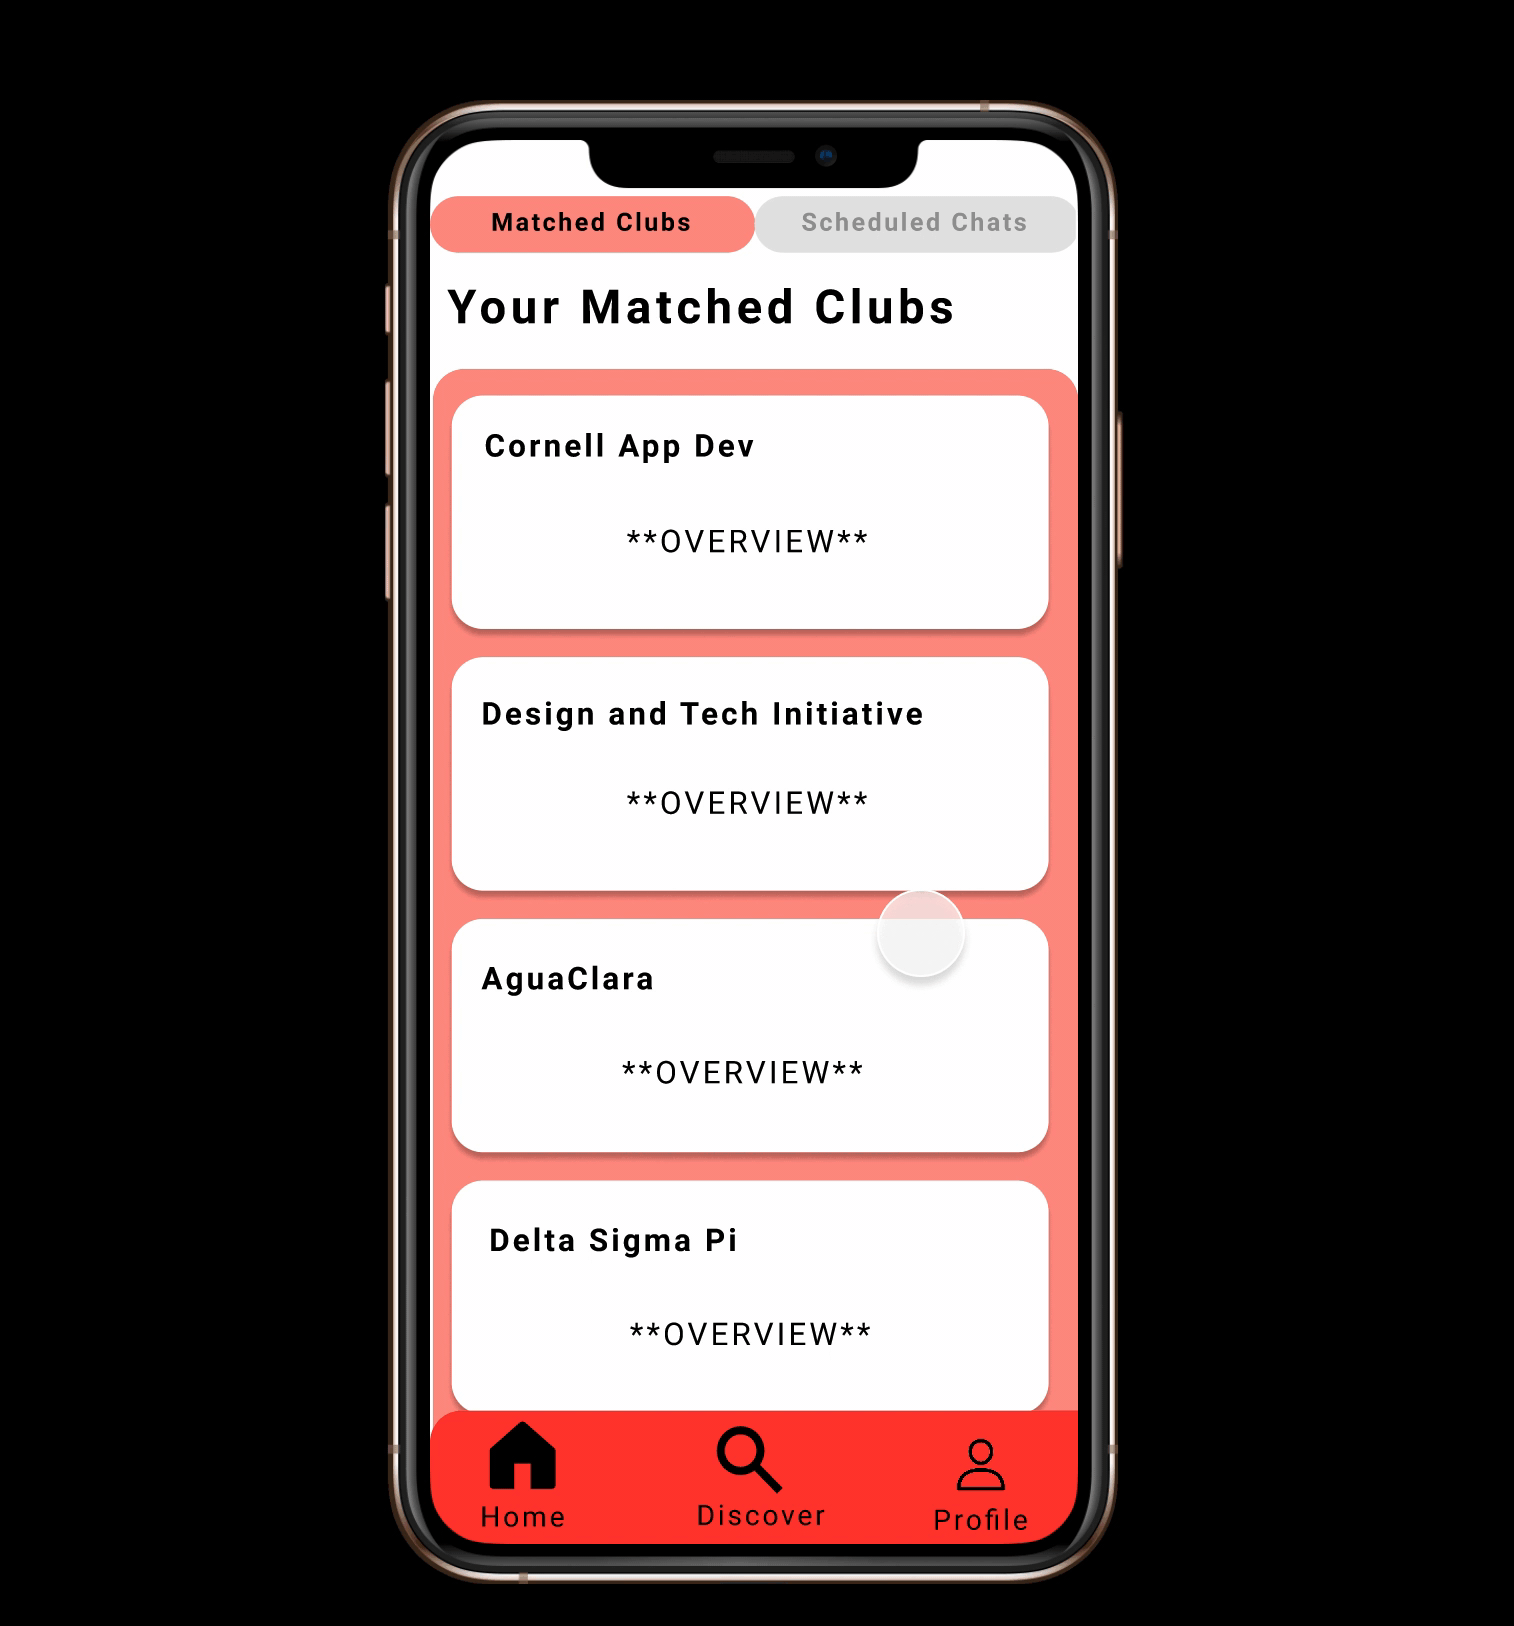 Matched Clubs
Scheduled Chats
Your Matched Clubs
Cornell App Dev
**OVERVIEW**
Design and Tech Initiative
**OVERVIEW**
AguaClara
**OVERVIEW**
Delta Sigma Pi
**OVERVIEW**
Home
Discover
Profile